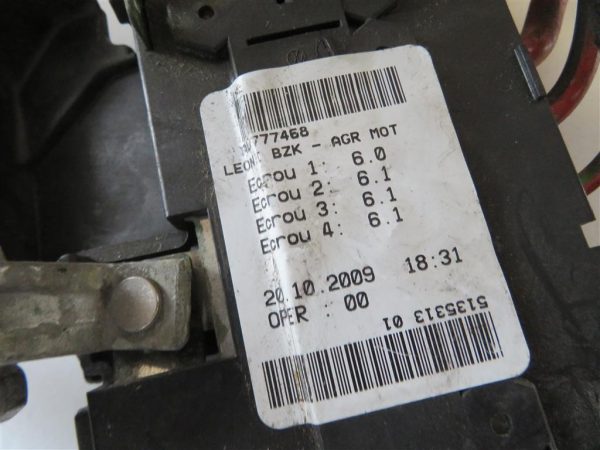 777468
LEONI BZK - AGR MOT
Ecrou 1: 6.0
Ecrou 2: 6.1
Ecrou 3: 6.1
Ecrou 4: 6.1
20.10.2009 18:31
OPER : 00
5135313 01